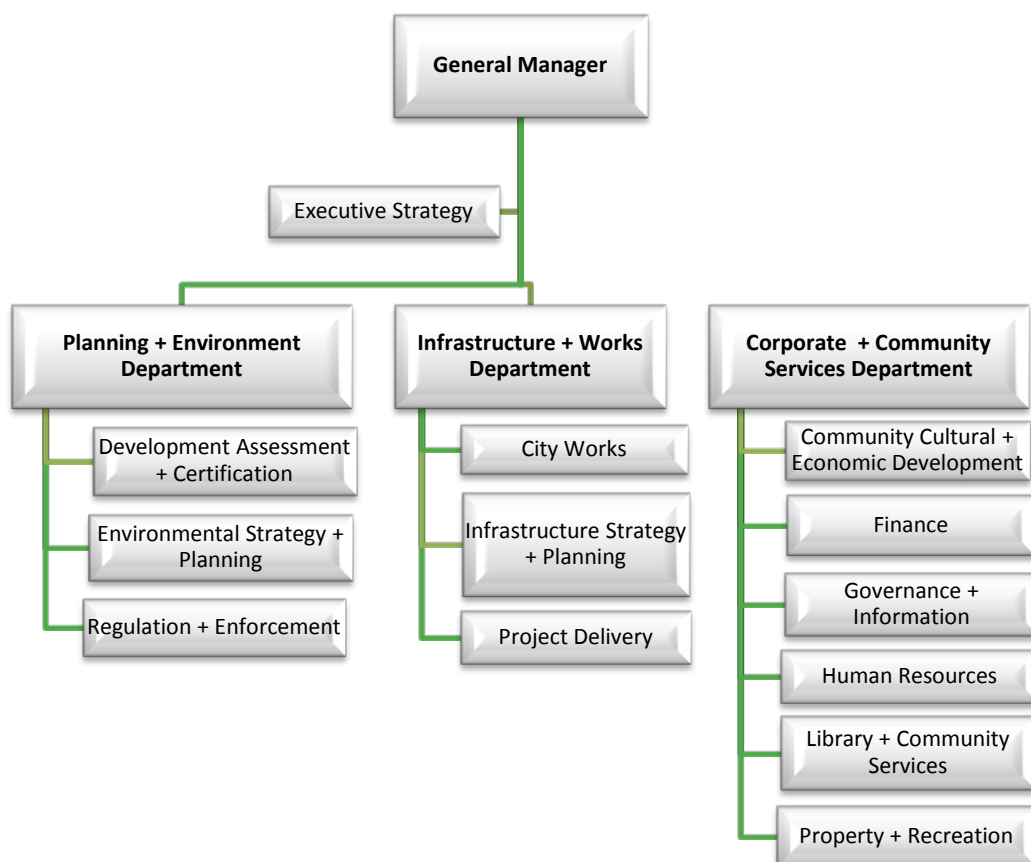 General Manager
Executive Strategy
Planning + Environment
Department
Development Assessment
+ Certification
Environmental Strategy +
Planning
Regulation + Enforcement
Infrastructure + Works
Department
City Works
Infrastructure Strategy
+ Planning
Project Delivery
Corporate + Community
Services Department
Community Cultural +
Economic Development
Finance
Governance +
Information
Human Resources
Library + Community
Services
Property + Recreation